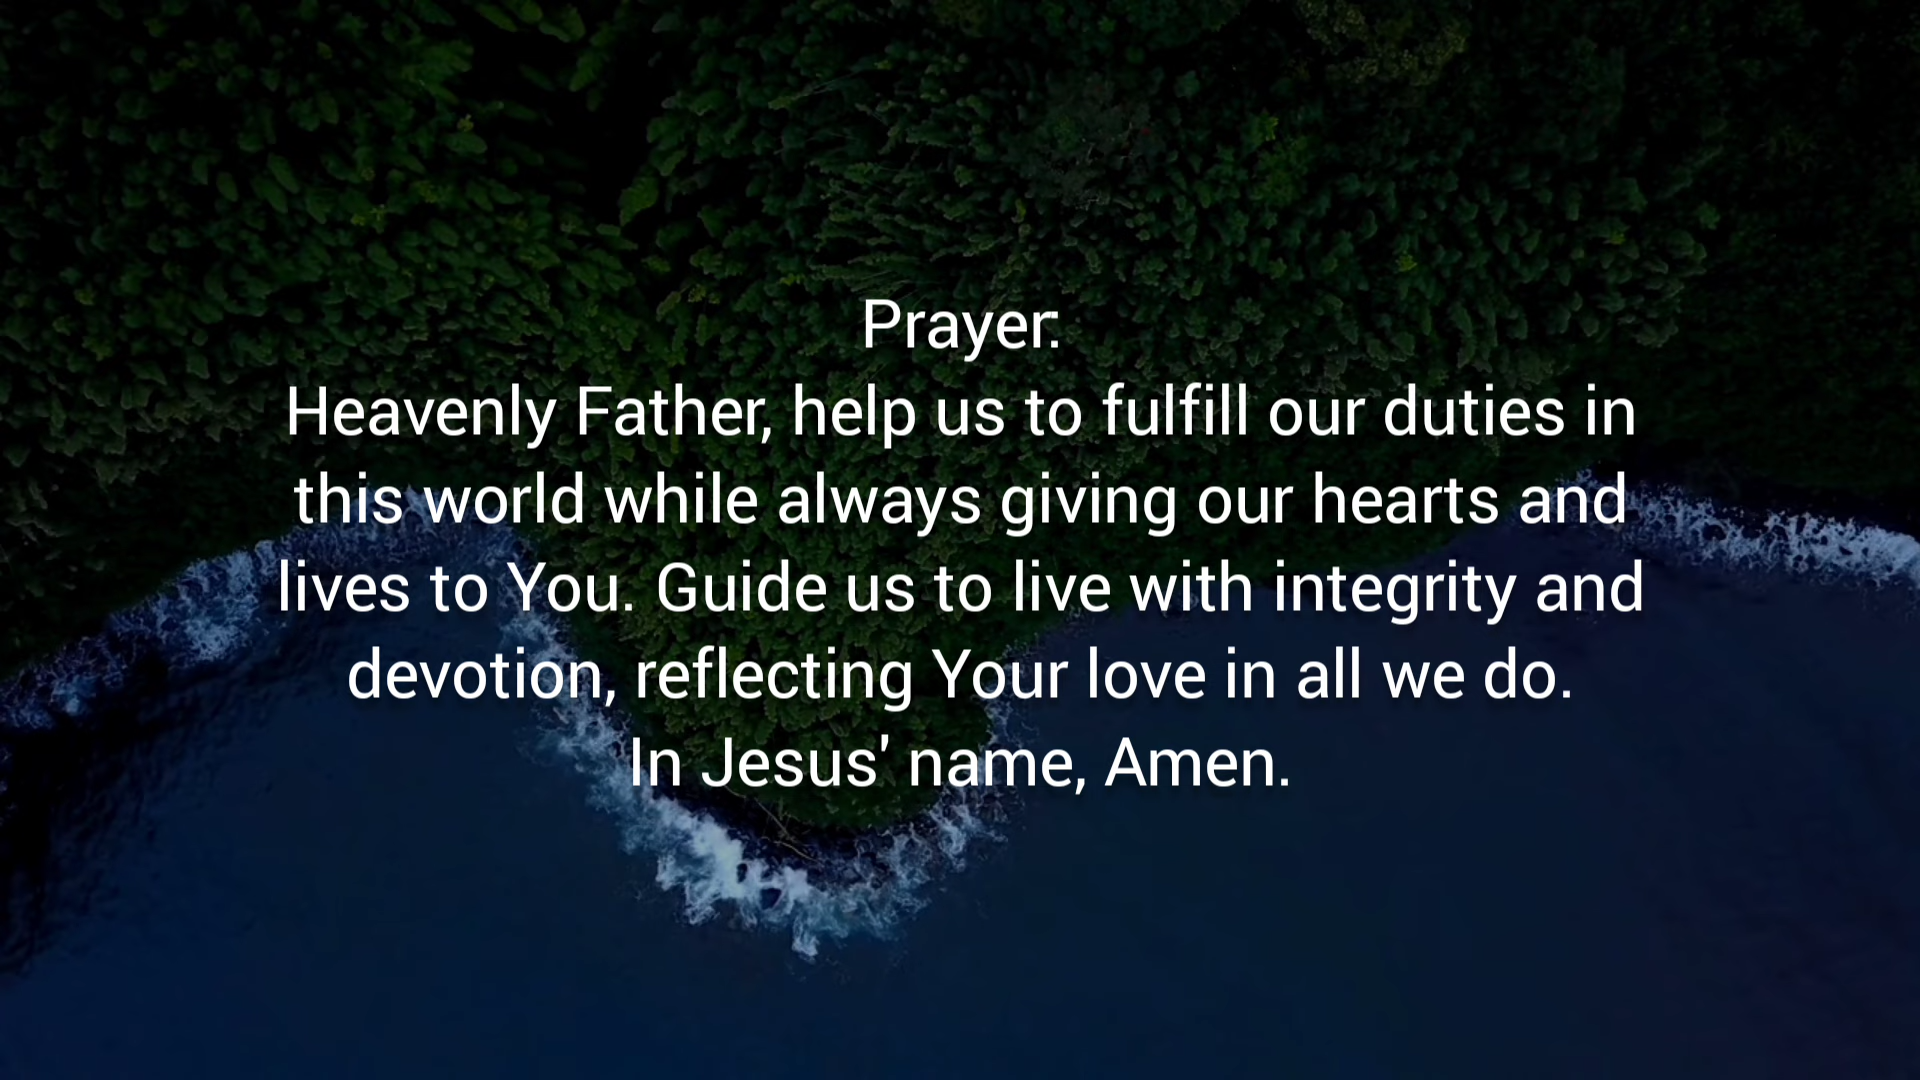 Prayer:
Heavenly Father, help us to fulfill our duties in
this world while always giving our hearts and
lives to You. Guide us to live with integrity and
devotion, reflecting Your love in all we do.
In Jesus' name, Amen.